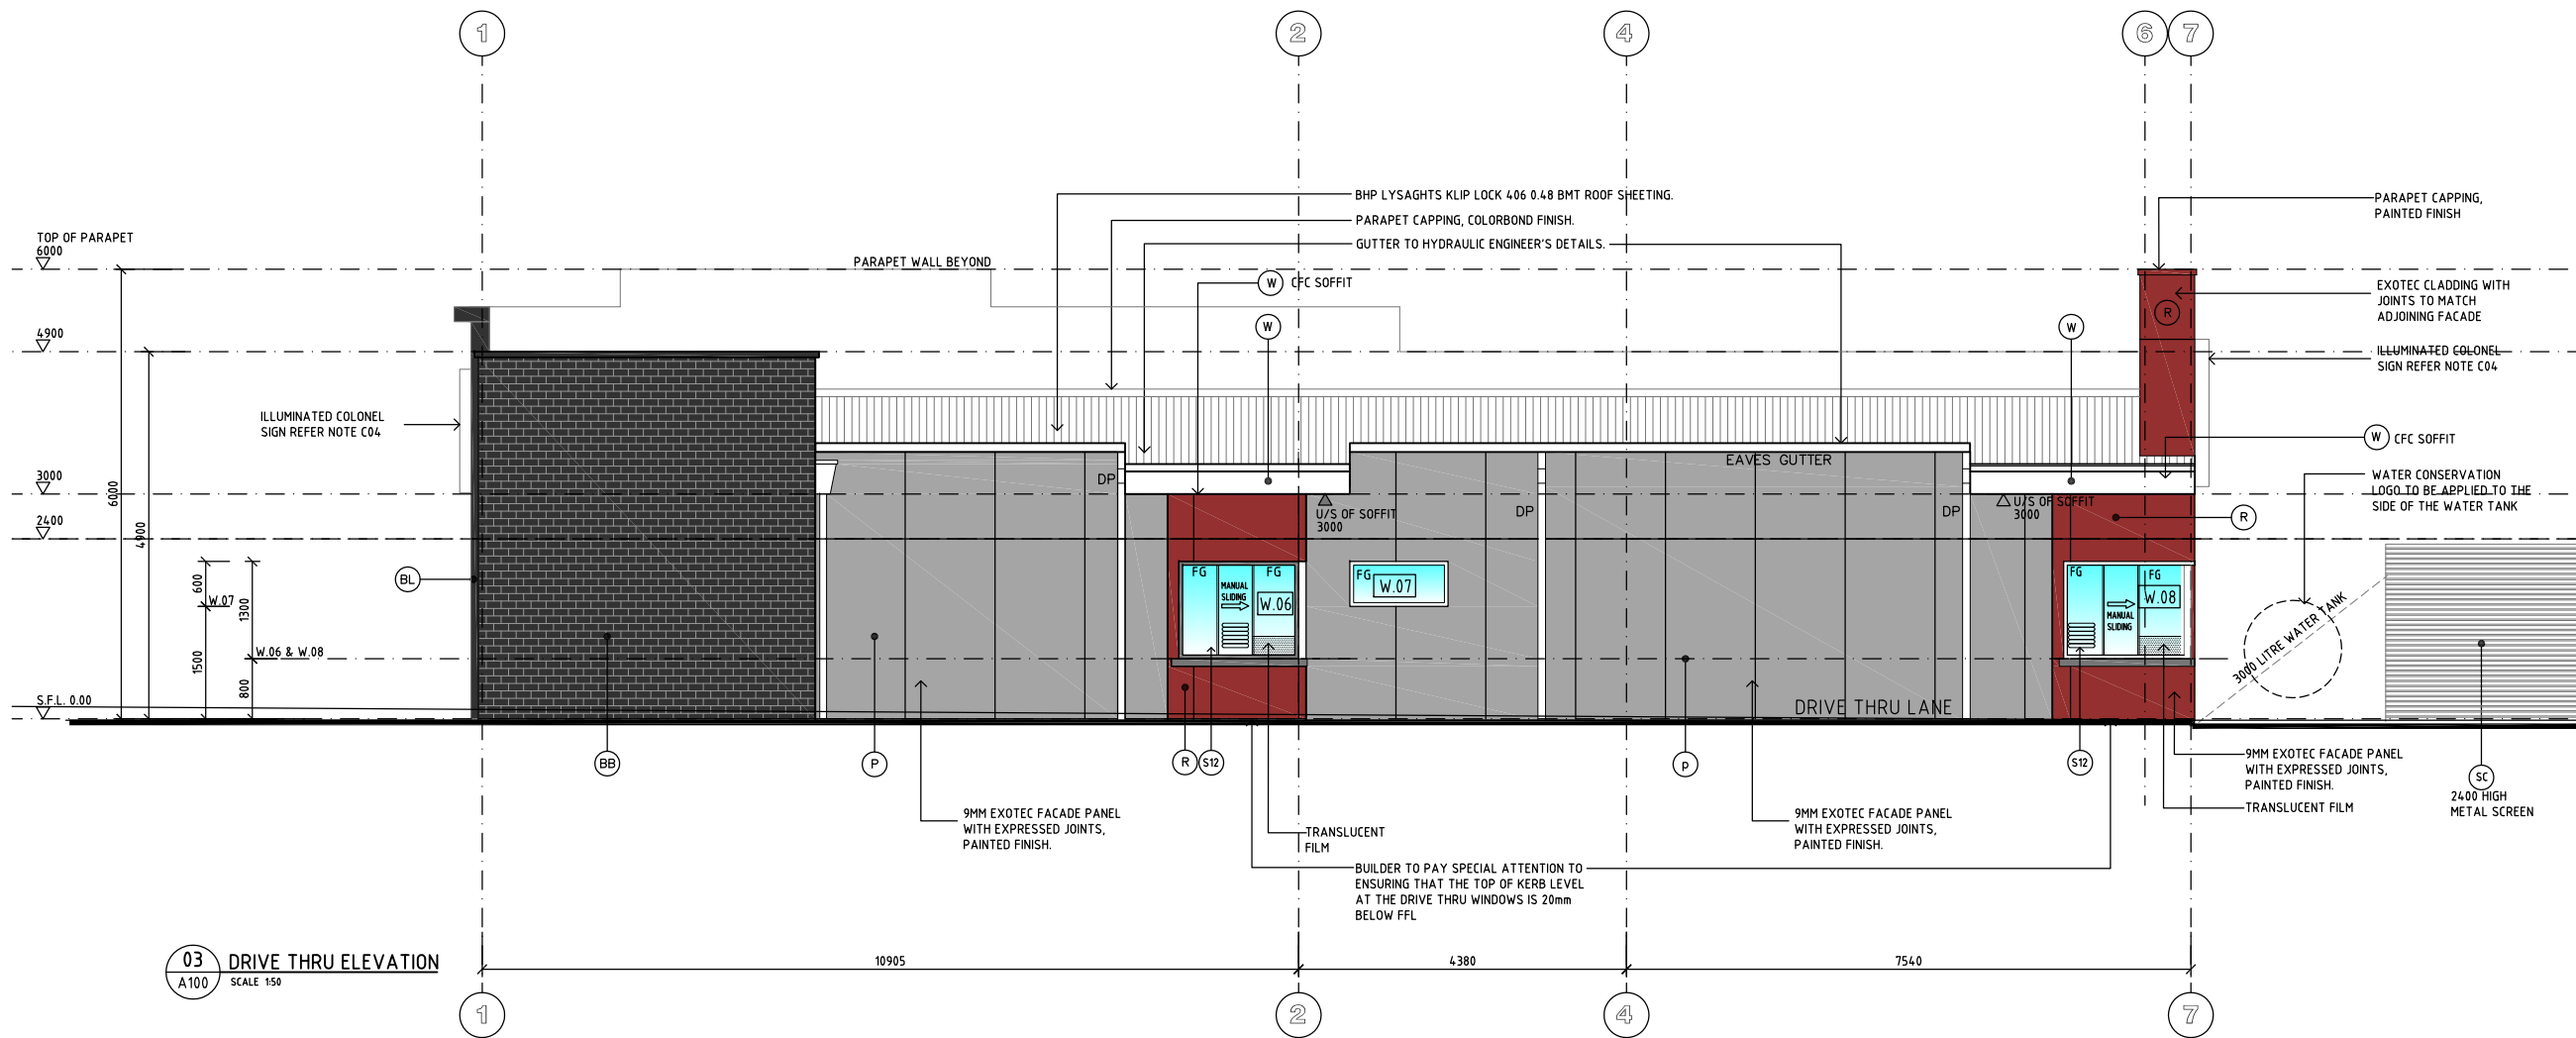 1
2
4
6
7
BHP LYSAGHTS KLIP LOCK 406 0.48 BMT ROOF SHEETING.
PARAPET CAPPING, COLORBOND FINISH.
GUTTER TO HYDRAULIC ENGINEER'S DETAILS.
PARAPET CAPPING,
PAINTED FINISH
TOP OF PARAPET
6000
PARAPET WALL BEYOND
W
CFC SOFFIT
EXOTEC CLADDING WITH
JOINTS TO MATCH
ADJOINING FACADE
R
4900
W
W
ILLUMINATED COLONEL
SIGN REFER NOTE C04
ILLUMINATED COLONEL
SIGN REFER NOTE C04
W
CFC SOFFIT
3000
6000
4900
DP
EAVES GUTTER
WATER CONSERVATION
LOGO TO BE APPLIED TO THE
SIDE OF THE WATER TANK
2400
U/S OF SOFFIT
3000
DP
DP
U/S OF SOFFIT
3000
R
BL
600
W.07
1300
1500
W.06 & W.08
800
FG
FG
MANUAL
SLIDING
W.06
FG
W.07
FG
FG
MANUAL
SLIDING
W.08
3000 LITRE WATER TANK
S.F.L. 0.00
DRIVE THRU LANE
BB
P
R
S12
p
S12
9MM EXOTEC FACADE PANEL
WITH EXPRESSED JOINTS,
PAINTED FINISH.
TRANSLUCENT FILM
SC
2400 HIGH
METAL SCREEN
9MM EXOTEC FACADE PANEL
WITH EXPRESSED JOINTS,
PAINTED FINISH.
TRANSLUCENT
FILM
9MM EXOTEC FACADE PANEL
WITH EXPRESSED JOINTS,
PAINTED FINISH.
BUILDER TO PAY SPECIAL ATTENTION TO
ENSURING THAT THE TOP OF KERB LEVEL
AT THE DRIVE THRU WINDOWS IS 20mm
BELOW FFL
03
A100
DRIVE THRU ELEVATION
SCALE 1:50
10905
4380
7540
1
2
4
7